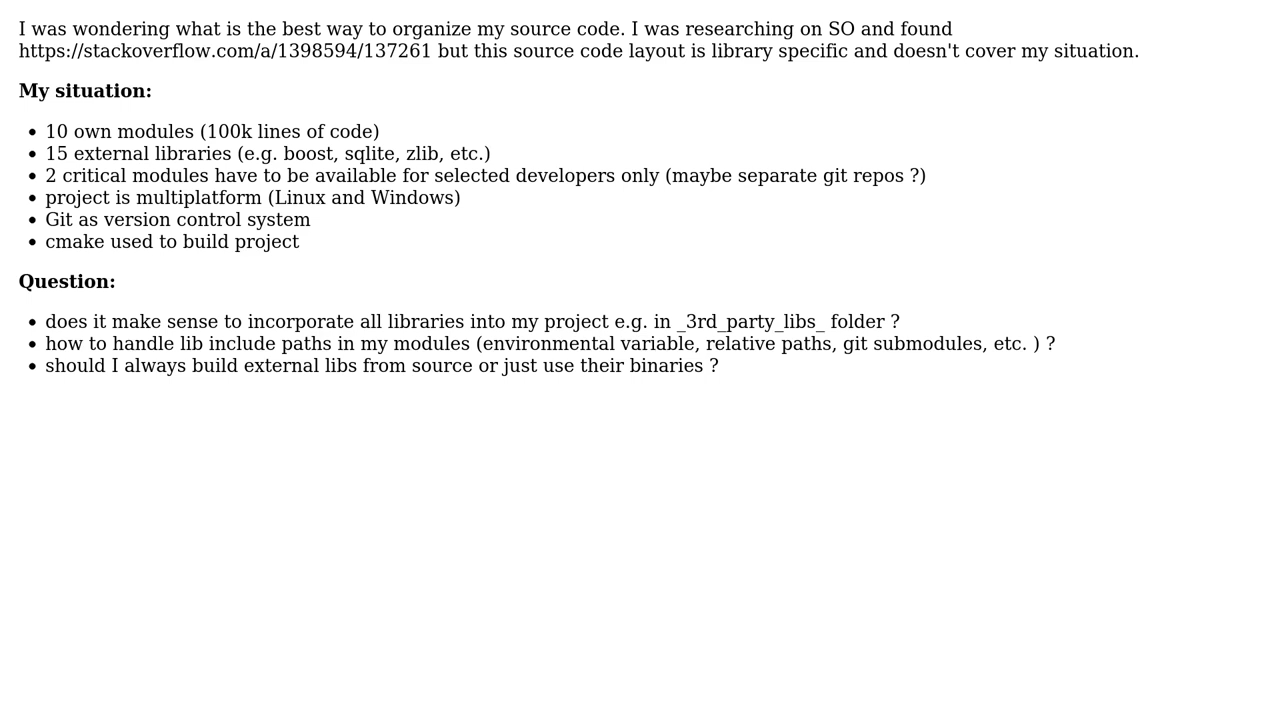 I was wondering what is the best way to organize my source code. I was researching on SO and found
https://stackoverflow.com/a/1398594/137261 but this source code layout is library specific and doesn't cover my situation.
My situation:
• 10 own modules (100k lines of code)
• 15 external libraries (e.g. boost, sqlite, zlib, etc.)
• 2 critical modules have to be available for selected developers only (maybe separate git repos ?)
• project is multiplatform (Linux and Windows)
• Git as version control system
• cmake used to build project
Question:
• does it make sense to incorporate all libraries into my project e.g. in _3rd_party_libs_ folder ?
• how to handle lib include paths in my modules (environmental variable, relative paths, git submodules, etc. ) ?
• should I always build external libs from source or just use their binaries ?